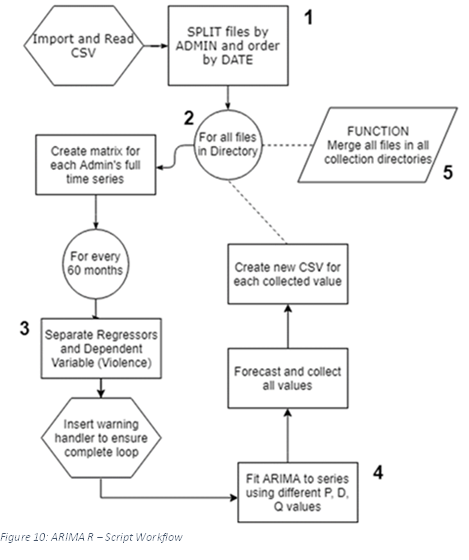 Import and Read
CSV
1
SPLIT files by
ADMIN and order
by DATE
2
For all files
in Directory
FUNCTION
Merge all files in all
collection directories
5
Create matrix for
each Admin's full
time series
For every
60 months
3
Separate Regressors
and Dependent
Variable (Violence)
Insert warning
handler to ensure
complete loop
Fit ARIMA to series
using different P, D,
Q values
4
Forecast and collect
all values
Create new CSV for
each collected value
Figure 10: ARIMA R – Script Workflow